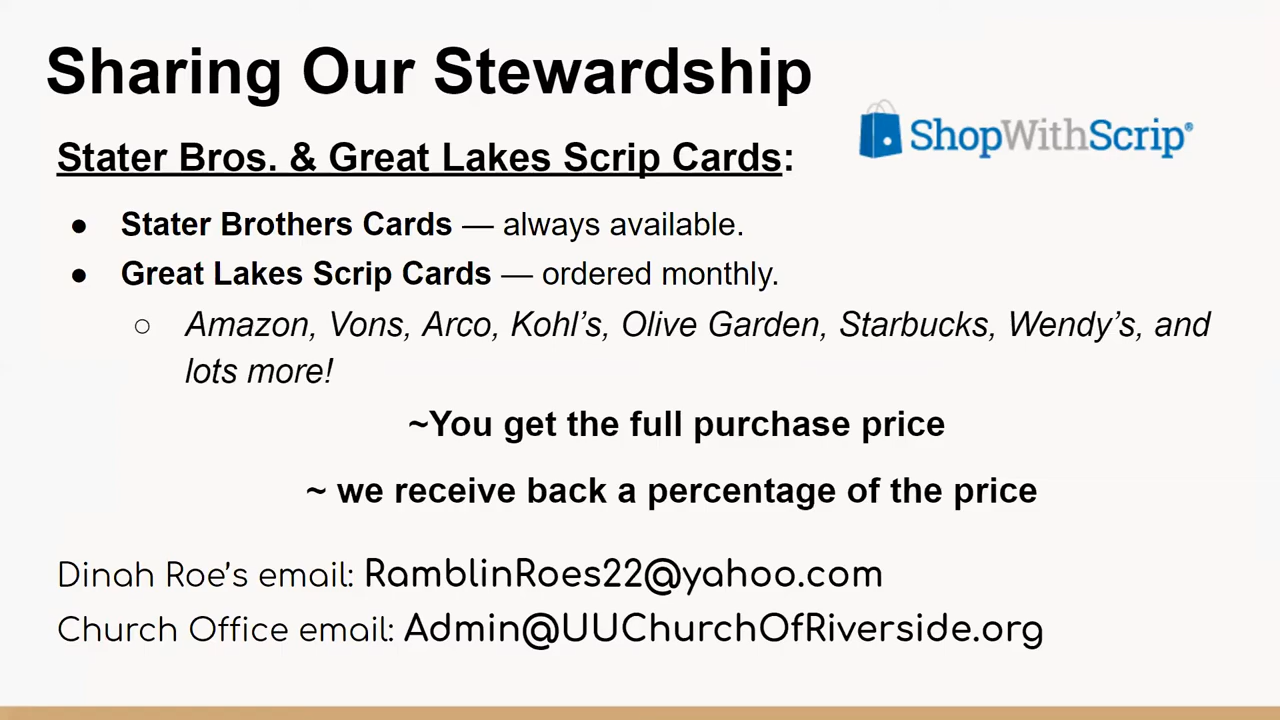 Sharing Our Stewardship
ShopWithScrip®
Stater Bros. & Great Lakes Scrip Cards:
● Stater Brothers Cards — always available.
● Great Lakes Scrip Cards — ordered monthly.
○ Amazon, Vons, Arco, Kohl’s, Olive Garden, Starbucks, Wendy’s, and
lots more!
~You get the full purchase price
~ we receive back a percentage of the price
Dinah Roe’s email: RamblinRoes22@yahoo.com
Church Office email: Admin@UUChurchOfRiverside.org